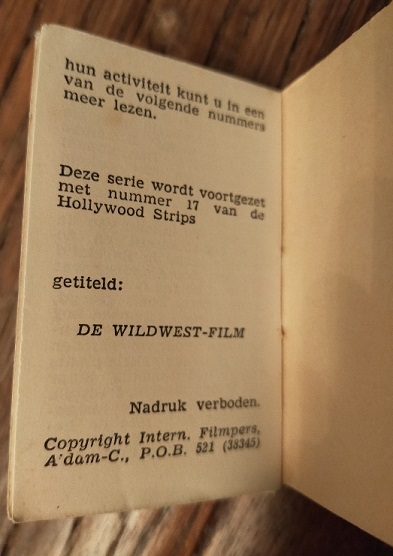 hun activiteit kunt u in een
van de volgende nummers
meer lezen.
Deze serie wordt voortgezet
met nummer 17 van de
Hollywood Strips
getiteld:
DE WILDWEST-FILM
Nadruk verboden.
Copyright Intern. Filmpers,
A'dam-C., P.O.B. 521 (38345)